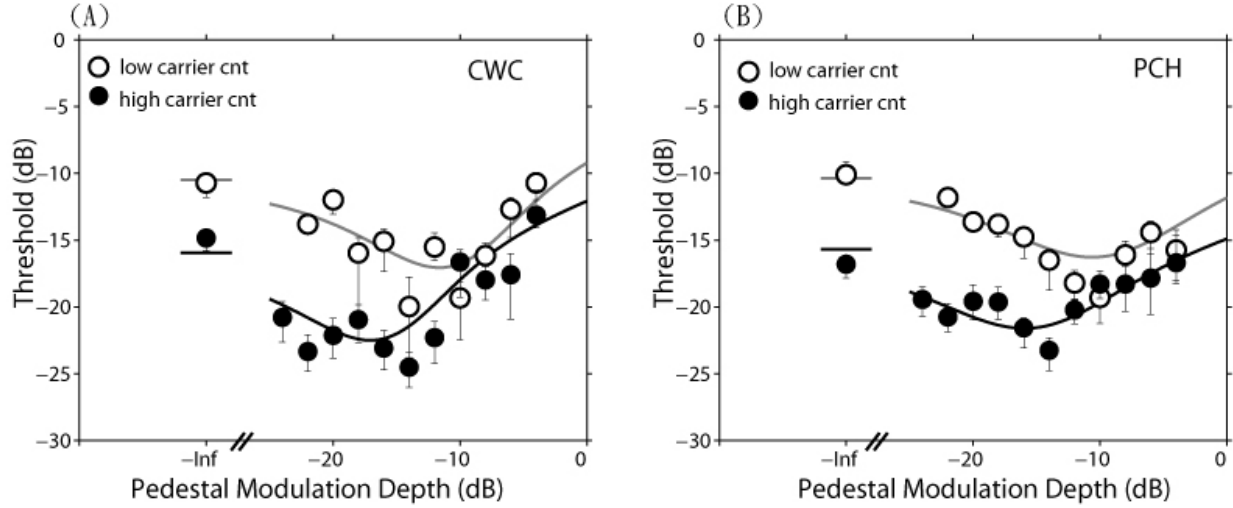 (A)
CWC
low carrier cnt
high carrier cnt
Threshold (dB)
0
−5
−10
−15
−20
−25
−30
−Inf
−20
−10
0
Pedestal Modulation Depth (dB)
(B)
PCH
low carrier cnt
high carrier cnt
Threshold (dB)
0
−5
−10
−15
−20
−25
−30
−Inf
−20
−10
0
Pedestal Modulation Depth (dB)